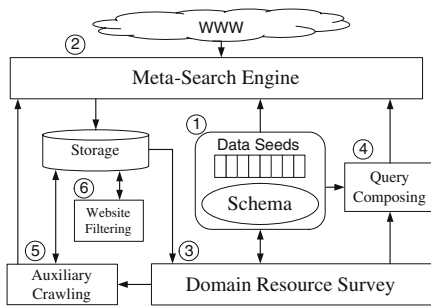 WWW
②
Meta-Search Engine
①
Storage
Data Seeds
④
⑥
Schema
Query
Composing
Website
Filtering
⑤
③
Auxiliary
Crawling
Domain Resource Survey